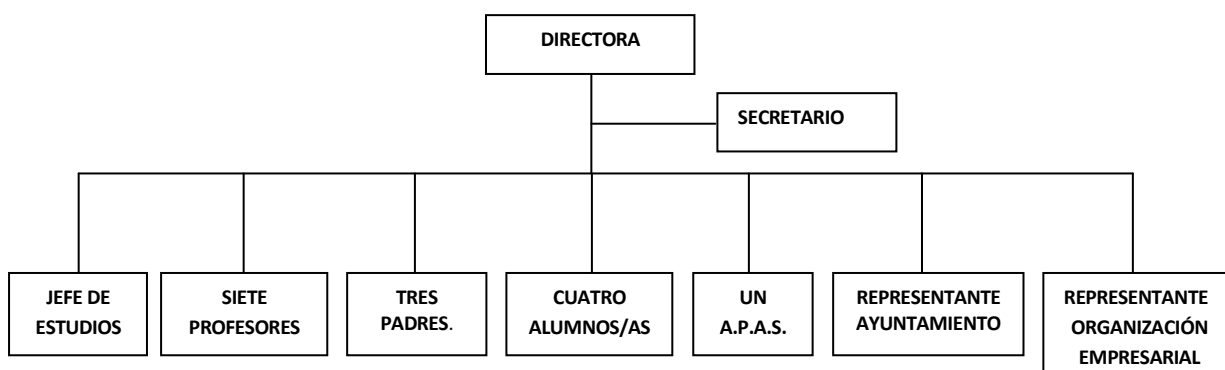 DIRECTORA
SECRETARIO
JEFE DE
ESTUDIOS
SIETE
PROFESORES
TRES
PADRES.
CUATRO
ALUMNOS/AS
UN
A.P.A.S.
REPRESENTANTE
AYUNTAMIENTO
REPRESENTANTE
ORGANIZACIÓN
EMPRESARIAL